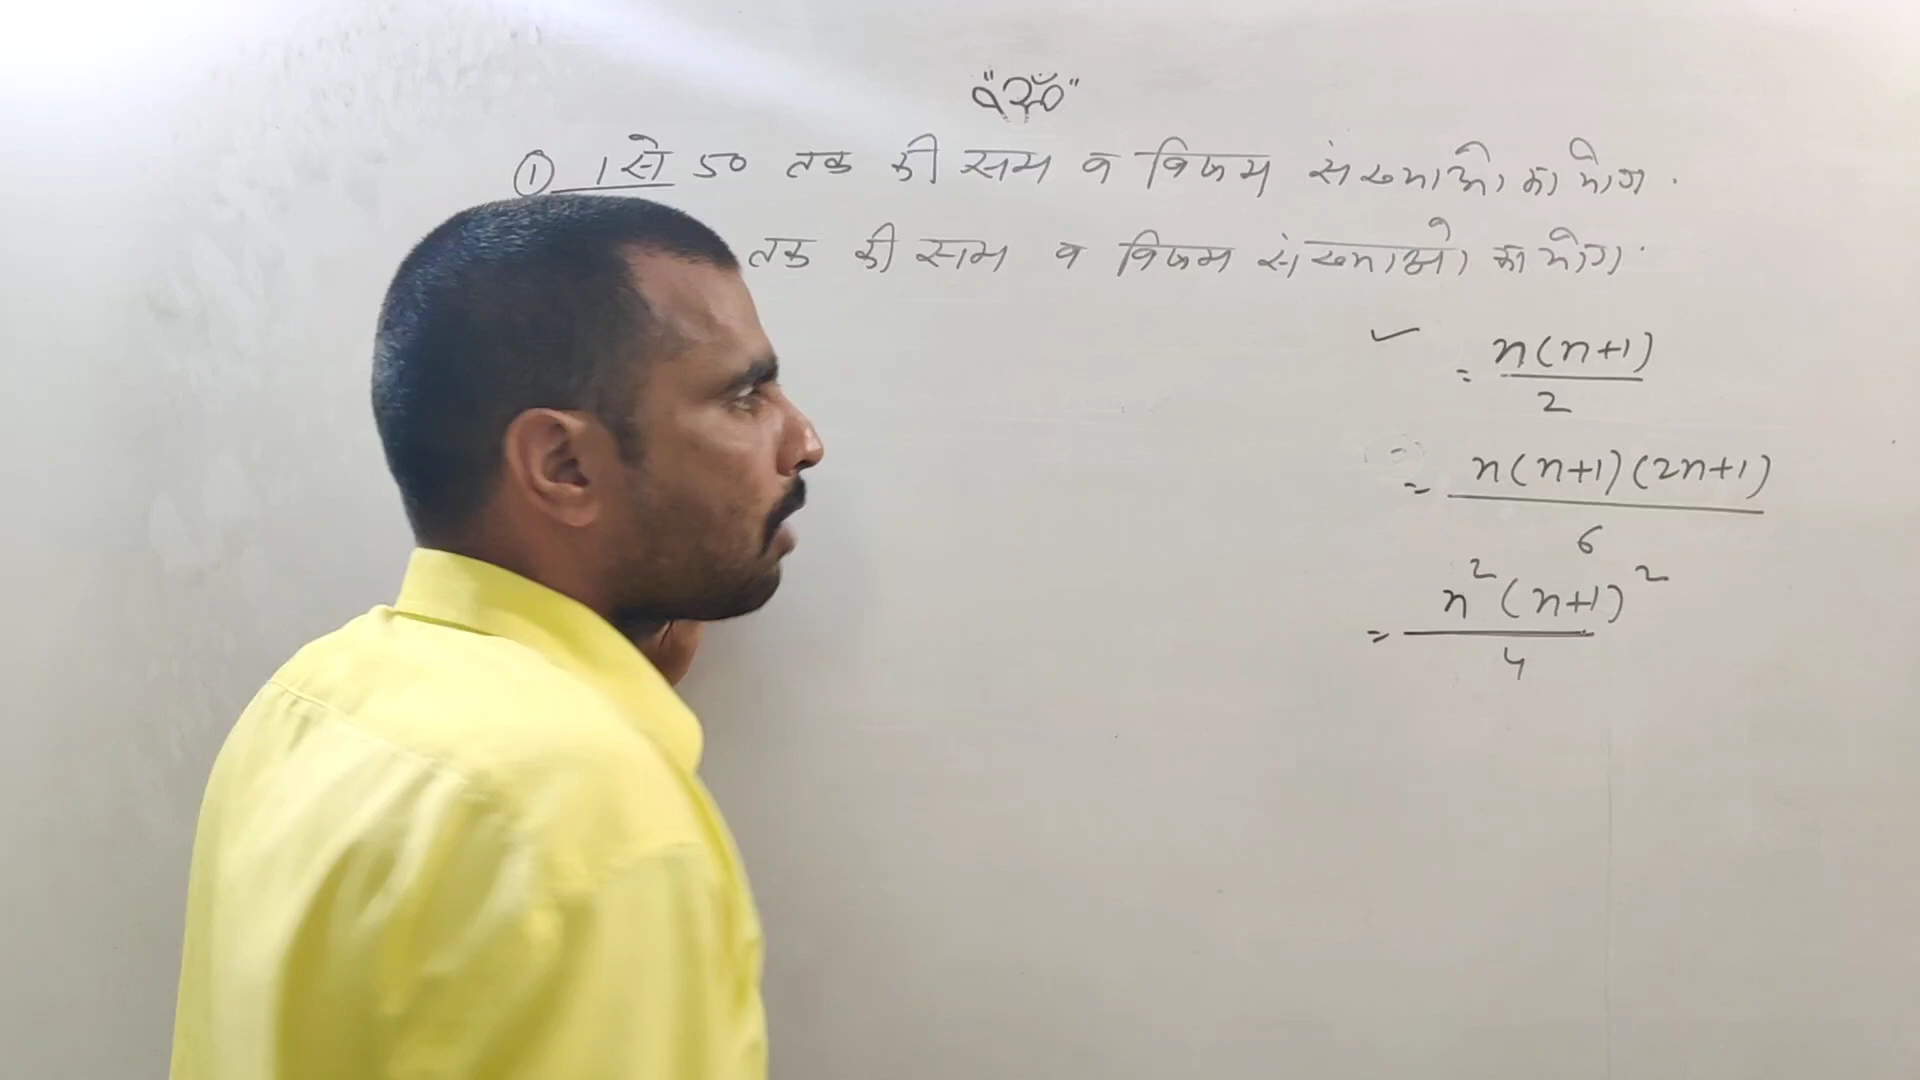 "ॐ"
① 1 से 50 तक की सम व विषम संख्याओं का योग.
तक की सम व विषम संख्याओं का योग.
= n(n+1)
2
= n(n+1)(2n+1)
6
= n²(n+1)²
4